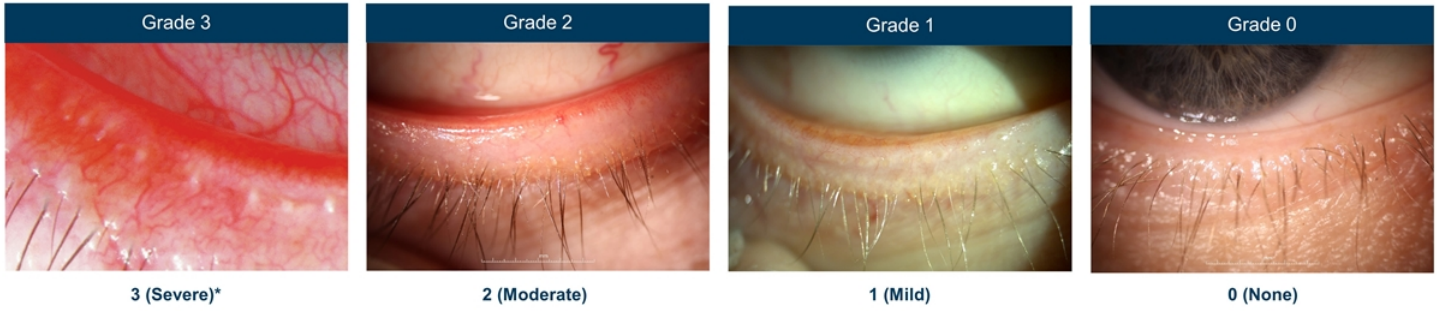 Grade 3
Grade 2
Grade 1
Grade 0
3 (Severe)*
2 (Moderate)
1 (Mild)
0 (None)